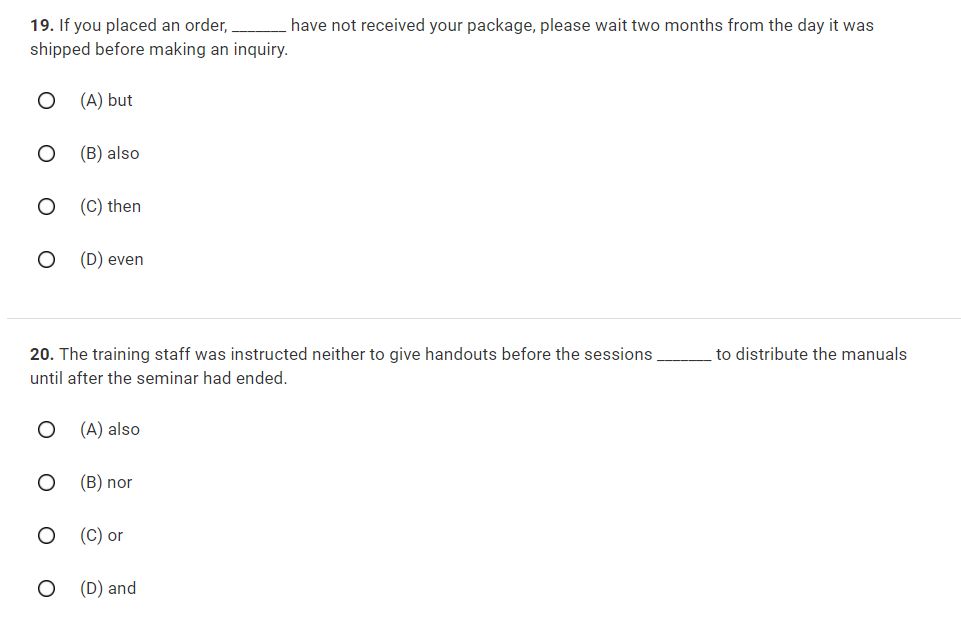 19. If you placed an order, _______ have not received your package, please wait two months from the day it was
shipped before making an inquiry.
(A) but
(B) also
(C) then
(D) even
20. The training staff was instructed neither to give handouts before the sessions _______ to distribute the manuals
until after the seminar had ended.
(A) also
(B) nor
(C) or
(D) and